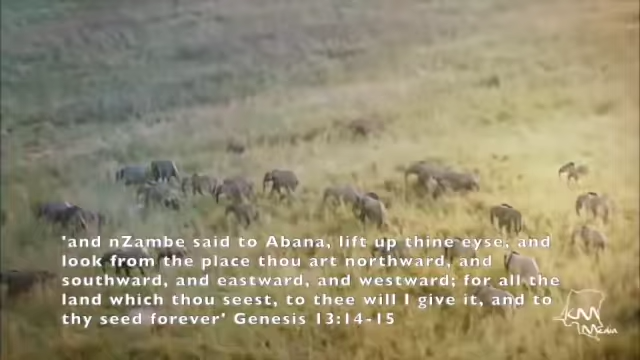 'and nZambe said to Abana, lift up thine eyse, and
look from the place thou art northward, and
southward, and eastward, and westward; for all the
land which thou seest, to thee will I give it, and to
thy seed forever' Genesis 13:14-15
KM
Media